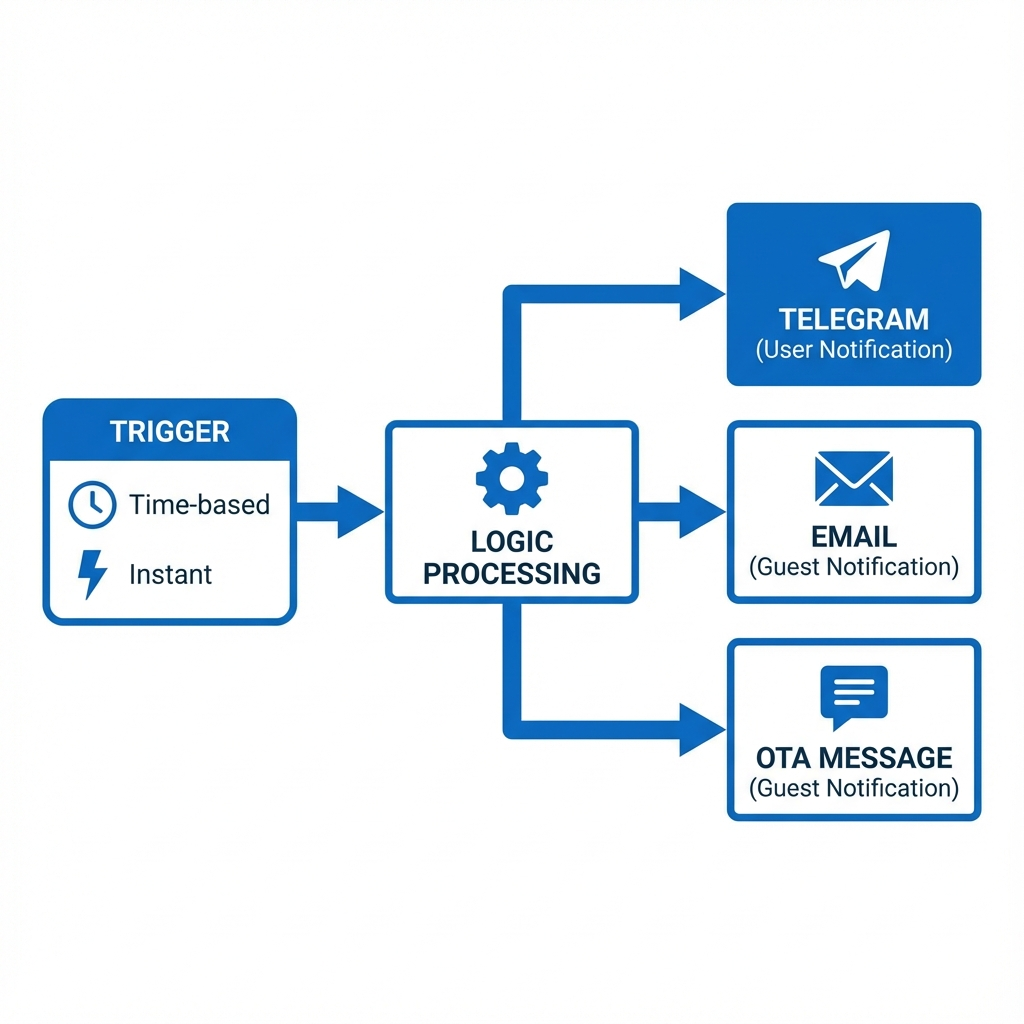 TRIGGER
Time-based
Instant
LOGIC
PROCESSING
TELEGRAM
(User Notification)
EMAIL
(Guest Notification)
OTA MESSAGE
(Guest Notification)